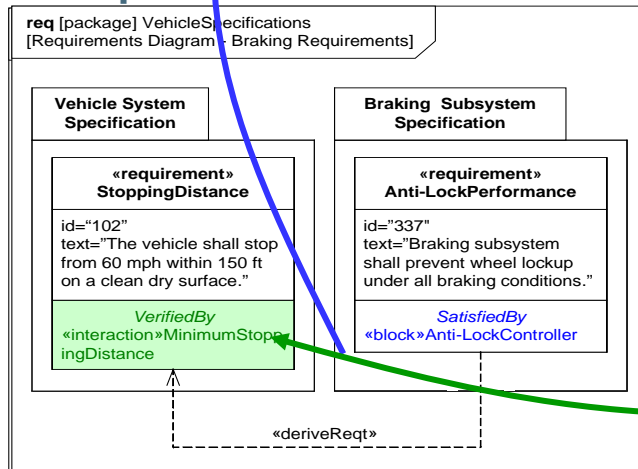 req [package] VehicleSpecifications
[Requirements Diagram - Braking Requirements]
Vehicle System
Specification
Braking Subsystem
Specification
«requirement»
StoppingDistance
id=“102”
text=”The vehicle shall stop
from 60 mph within 150 ft
on a clean dry surface.”
VerifiedBy
«interaction»MinimumStopp
ingDistance
«requirement»
Anti-LockPerformance
id=”337"
text=”Braking subsystem
shall prevent wheel lockup
under all braking conditions.”
SatisfiedBy
«block»Anti-LockController
«deriveReqt»